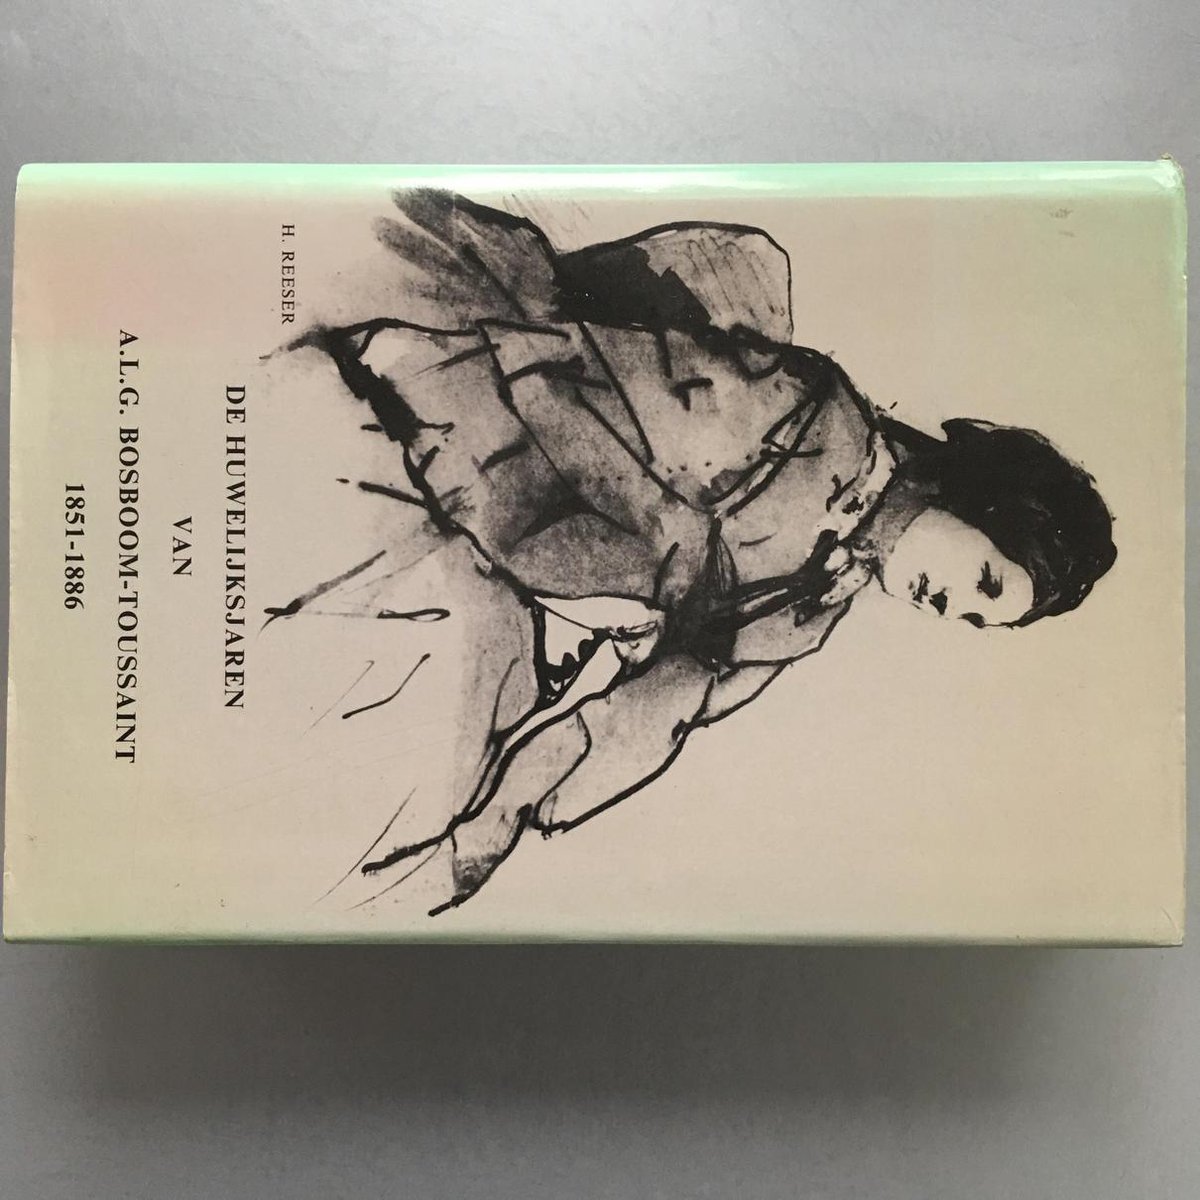 H. REESER
DE HUWELIJKSJAREN
VAN
A.L.G. BOSBOOM-TOUSSAINT
1851-1886